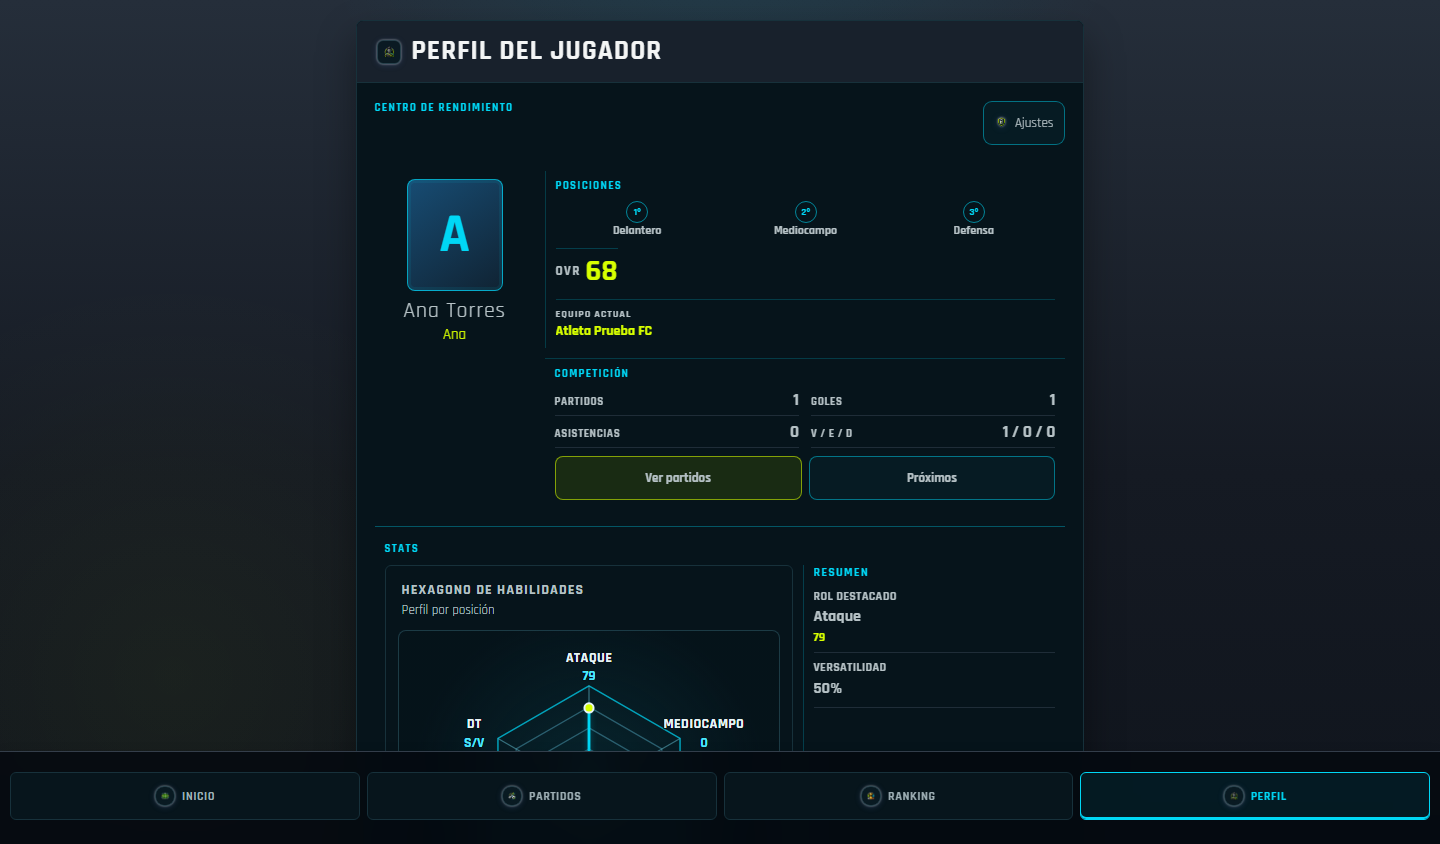 PERFIL DEL JUGADOR
CENTRO DE RENDIMIENTO
Ajustes
A
Ana Torres
Ana
POSICIONES
1º 2º 3º
Delantero Mediocampo Defensa
OVR 68
EQUIPO ACTUAL
Atleta Prueba FC
COMPETICIÓN
PARTIDOS 1 GOLES 1
ASISTENCIAS 0 V / E / D 1 / 0 / 0
Ver partidos Próximos
STATS
HEXAGONO DE HABILIDADES
Perfil por posición
ATAQUE
79
DT MEDIOCAMPO
S/V 0
RESUMEN
ROL DESTACADO
Ataque
79
VERSATILIDAD
50%
INICIO PARTIDOS RANKING PERFIL